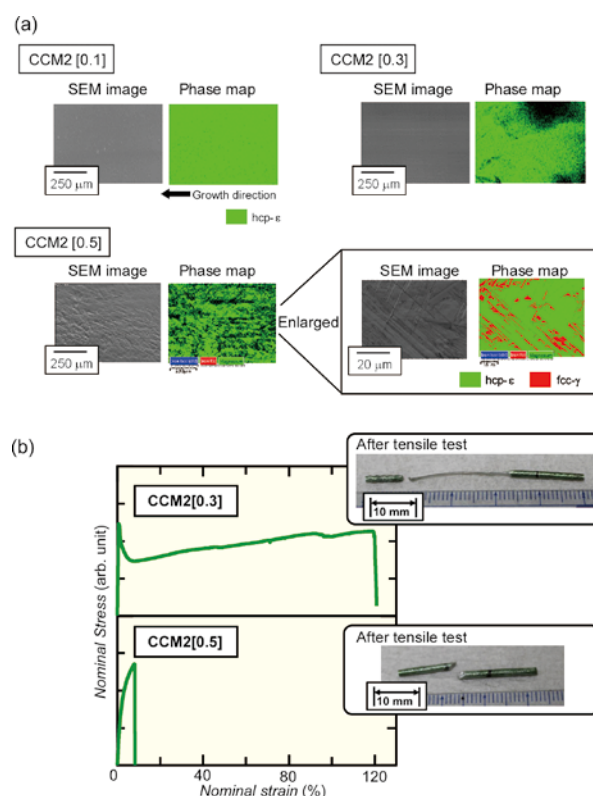 (a)
CCM2 [0.1]
SEM image Phase map
250 μm
Growth direction
hcp-ε
CCM2 [0.3]
SEM image Phase map
250 μm
CCM2 [0.5]
SEM image Phase map
250 μm
Enlarged
SEM image Phase map
20 μm
hcp-ε fcc-γ
(b)
After tensile test
10 mm
CCM2[0.3]
Nominal Stress (arb. unit)
CCM2[0.5]
After tensile test
10 mm
0 40 80 120
Nominal strain (%)